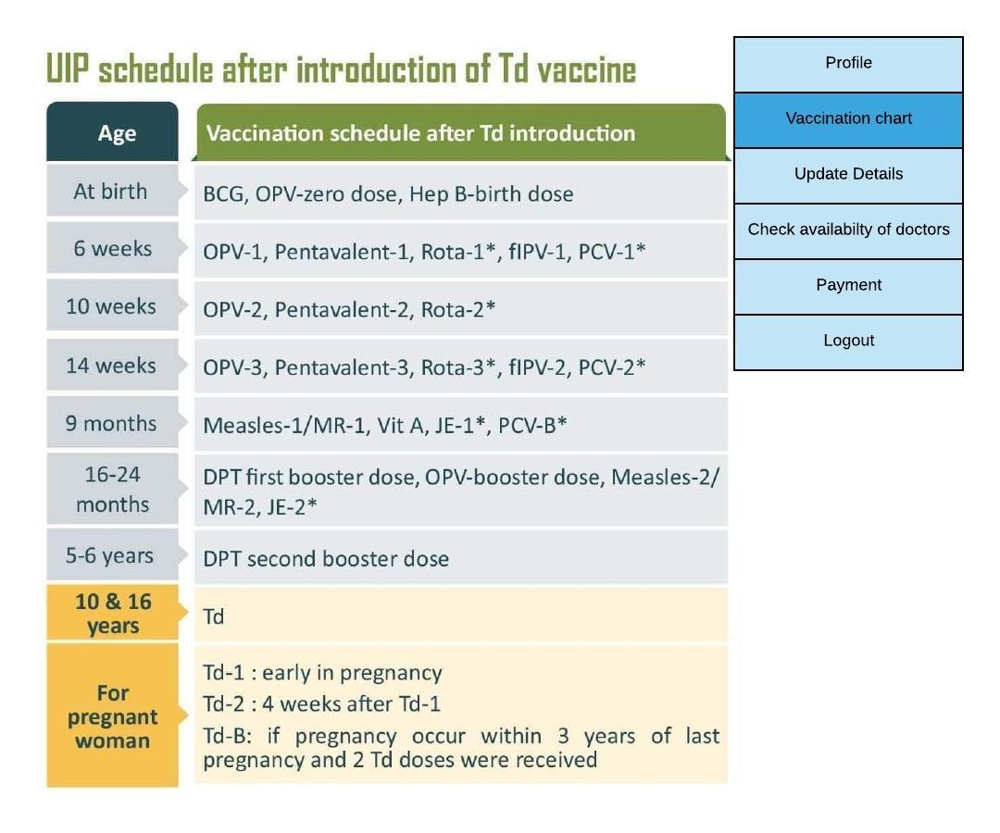 UIP schedule after introduction of Td vaccine
Age
Vaccination schedule after Td introduction
At birth
BCG, OPV-zero dose, Hep B-birth dose
6 weeks
OPV-1, Pentavalent-1, Rota-1*, fIPV-1, PCV-1*
10 weeks
OPV-2, Pentavalent-2, Rota-2*
14 weeks
OPV-3, Pentavalent-3, Rota-3*, fIPV-2, PCV-2*
9 months
Measles-1/MR-1, Vit A, JE-1*, PCV-B*
16-24
months
DPT first booster dose, OPV-booster dose, Measles-2/
MR-2, JE-2*
5-6 years
DPT second booster dose
10 & 16
years
Td
For
pregnant
woman
Td-1 : early in pregnancy
Td-2 : 4 weeks after Td-1
Td-B: if pregnancy occur within 3 years of last
pregnancy and 2 Td doses were received
Profile
Vaccination chart
Update Details
Check availabilty of doctors
Payment
Logout